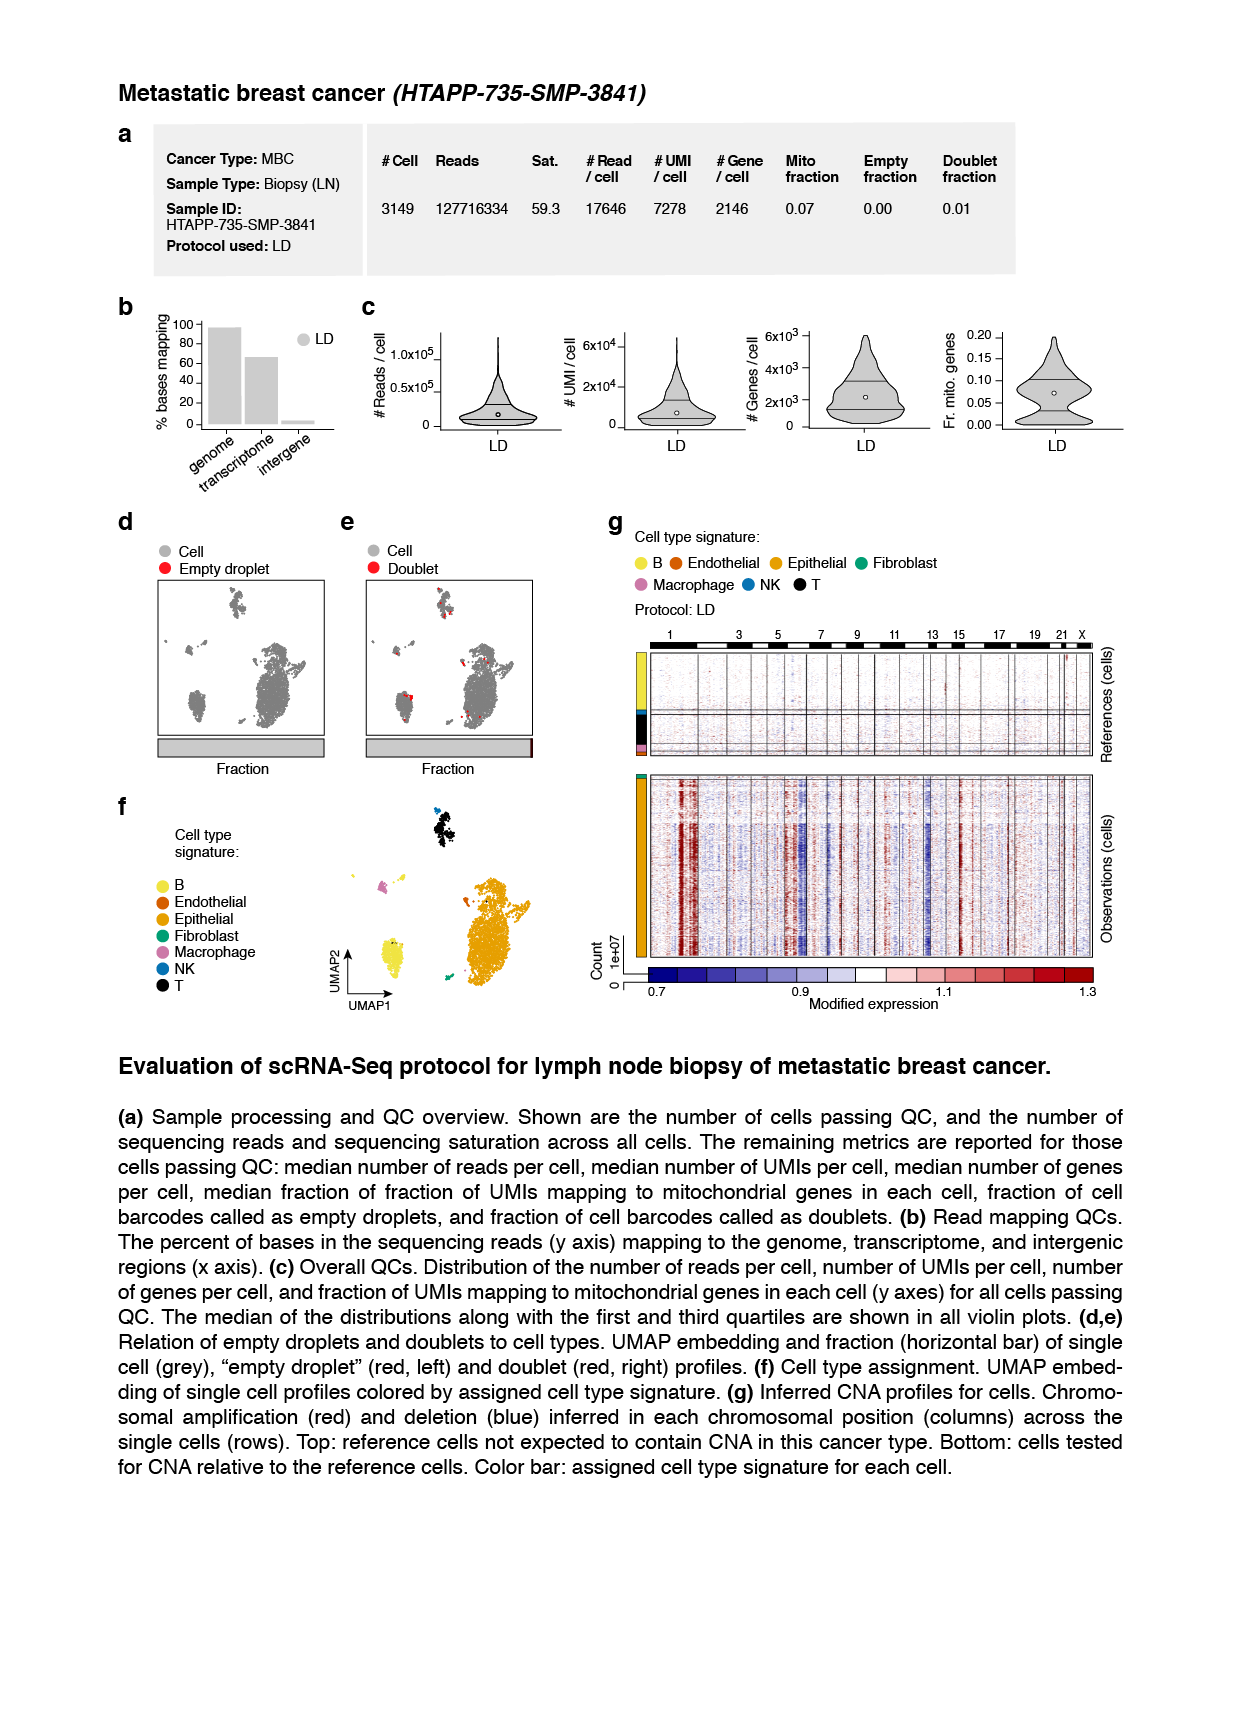 Metastatic breast cancer (HTAPP-735-SMP-3841)
a
Cancer Type: MBC
Sample Type: Biopsy (LN)
Sample ID:
HTAPP-735-SMP-3841
Protocol used: LD
# Cell Reads Sat. # Read / cell # UMI / cell # Gene / cell Mito fraction Empty fraction Doublet fraction
3149 127716334 59.3 17646 7278 2146 0.07 0.00 0.01
b
% bases mapping
100
80
60
40
20
0
LD
genome
transcriptome
intergene
c
# Reads / cell
1.0x10⁵
0.5x10⁵
0
LD
# UMI / cell
6x10⁴
2x10⁴
0
LD
# Genes / cell
6x10³
4x10³
2x10³
0
LD
Fr. mito. genes
0.20
0.15
0.10
0.05
0.00
LD
d
Cell
Empty droplet
Fraction
e
Cell
Doublet
Fraction
f
Cell type
signature:
B
Endothelial
Epithelial
Fibroblast
Macrophage
NK
T
UMAP2
UMAP1
g
Cell type signature:
B Endothelial Epithelial Fibroblast
Macrophage NK T
Protocol: LD
1 3 5 7 9 11 13 15 17 19 21 X
References (cells)
Observations (cells)
Count
0 1e+07
0.7 0.9 1.1 1.3
Modified expression
Evaluation of scRNA-Seq protocol for lymph node biopsy of metastatic breast cancer.
(a) Sample processing and QC overview. Shown are the number of cells passing QC, and the number of
sequencing reads and sequencing saturation across all cells. The remaining metrics are reported for those
cells passing QC: median number of reads per cell, median number of UMIs per cell, median number of genes
per cell, median fraction of fraction of UMIs mapping to mitochondrial genes in each cell, fraction of cell
barcodes called as empty droplets, and fraction of cell barcodes called as doublets. (b) Read mapping QCs.
The percent of bases in the sequencing reads (y axis) mapping to the genome, transcriptome, and intergenic
regions (x axis). (c) Overall QCs. Distribution of the number of reads per cell, number of UMIs per cell, number
of genes per cell, and fraction of UMIs mapping to mitochondrial genes in each cell (y axes) for all cells passing
QC. The median of the distributions along with the first and third quartiles are shown in all violin plots. (d,e)
Relation of empty droplets and doublets to cell types. UMAP embedding and fraction (horizontal bar) of single
cell (grey), “empty droplet” (red, left) and doublet (red, right) profiles. (f) Cell type assignment. UMAP embed-
ding of single cell profiles colored by assigned cell type signature. (g) Inferred CNA profiles for cells. Chromo-
somal amplification (red) and deletion (blue) inferred in each chromosomal position (columns) across the
single cells (rows). Top: reference cells not expected to contain CNA in this cancer type. Bottom: cells tested
for CNA relative to the reference cells. Color bar: assigned cell type signature for each cell.